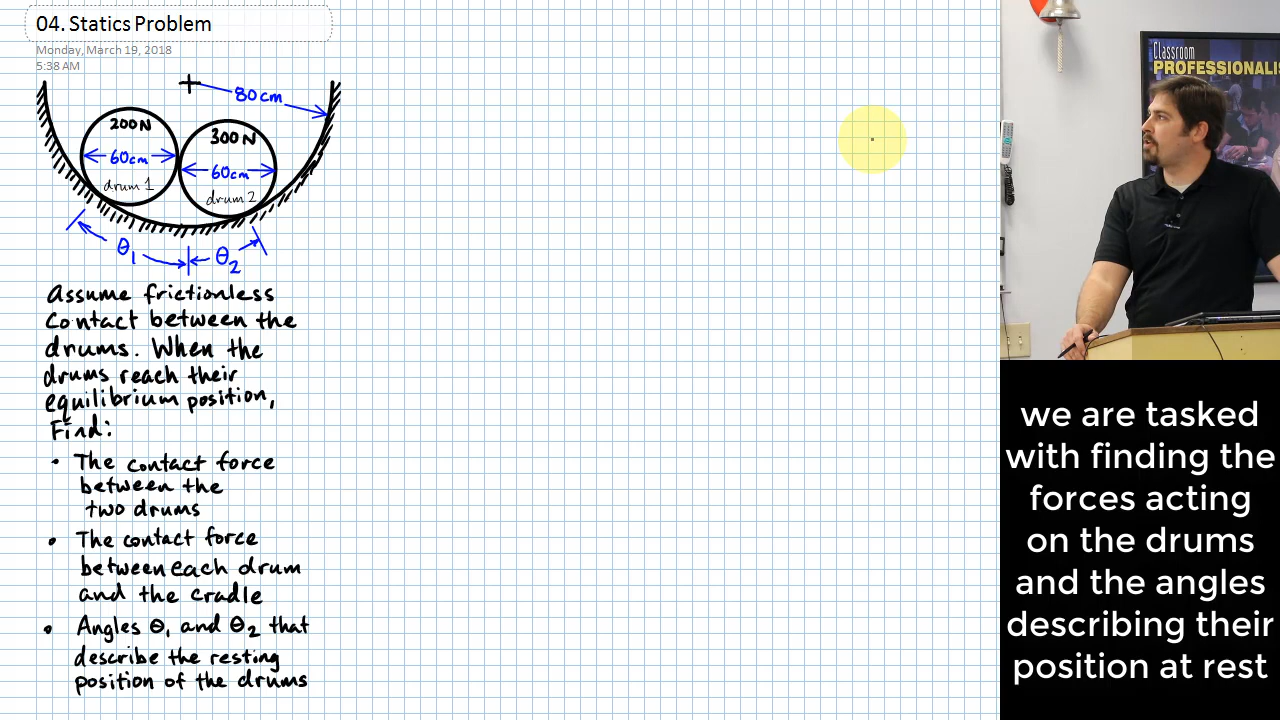 04. Statics Problem
Monday, March 19, 2018
5:38 AM
80cm
200N
300N
60cm
60cm
drum 1
drum 2
θ1
θ2
Assume frictionless
Contact between the
drums. When the
drums reach their
equilibrium position,
Find:
• The contact force
between the
two drums
• The contact force
between each drum
and the cradle
• Angles θ1 and θ2 that
describe the resting
position of the drums
Classroom
PROFESSIONALIS
we are tasked
with finding the
forces acting
on the drums
and the angles
describing their
position at rest